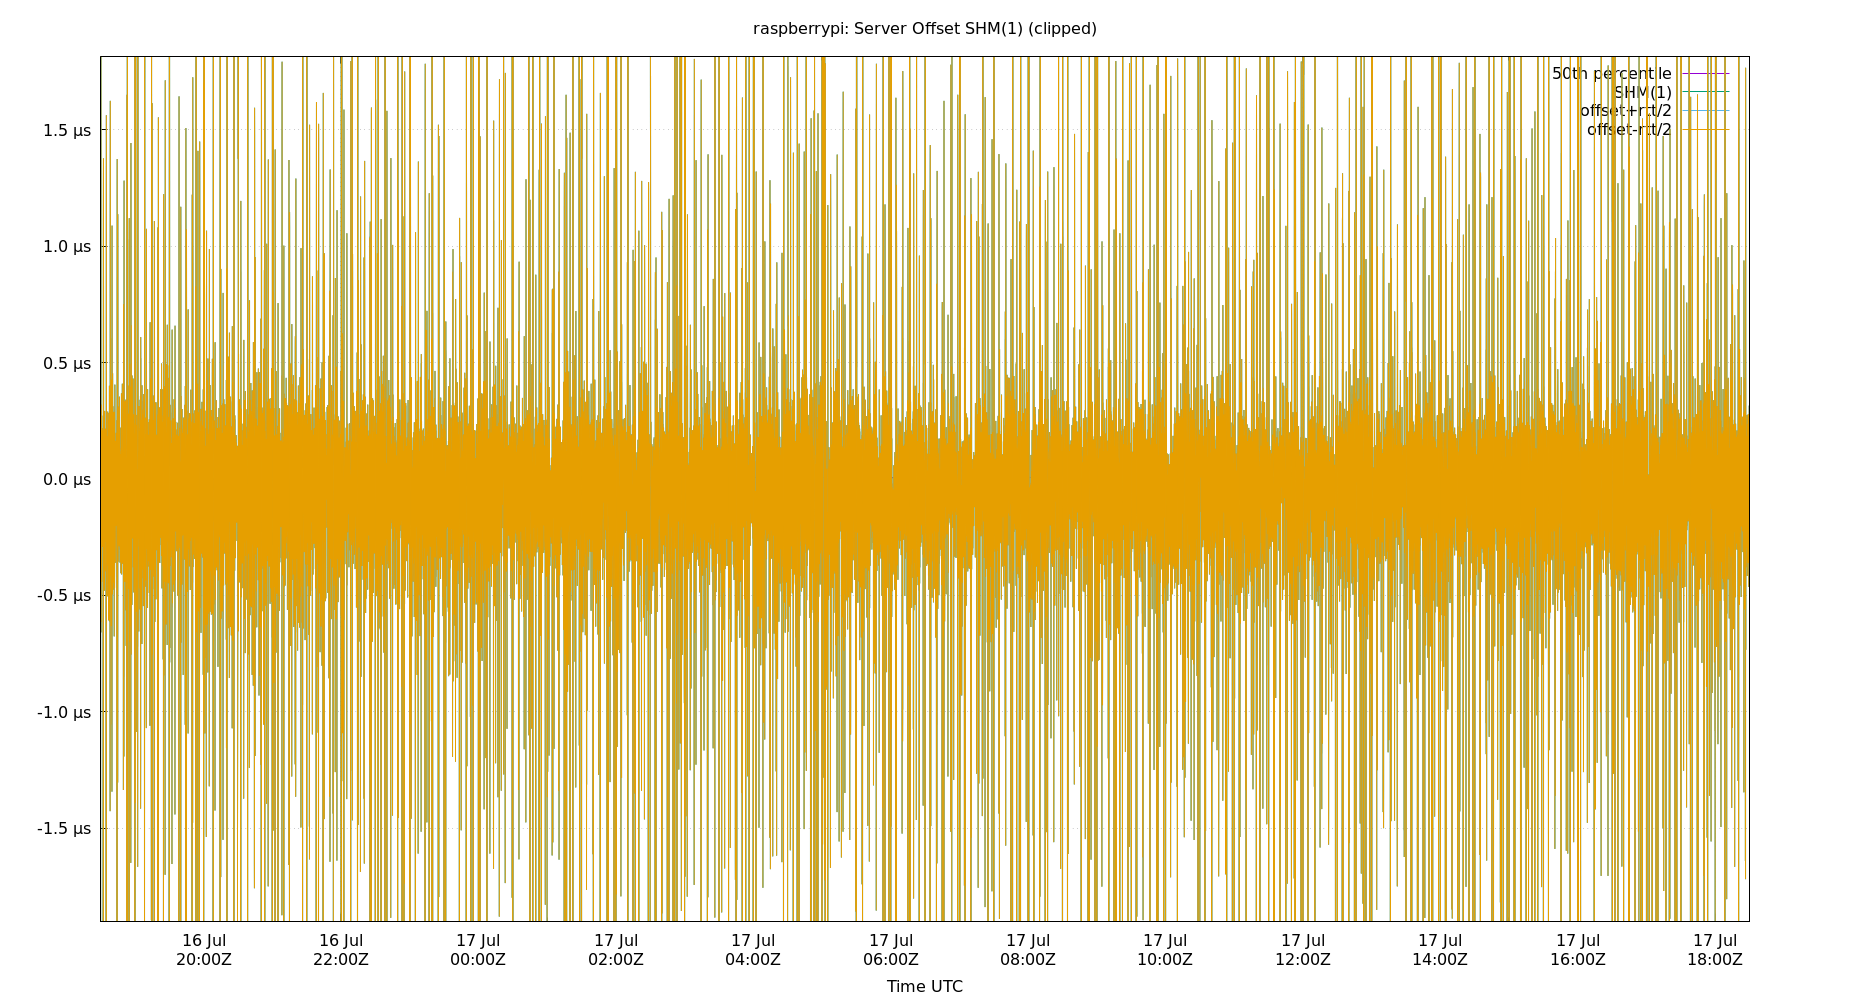 raspberrypi: Server Offset SHM(1) (clipped)
50th percentile
SHM(1)
offset+rtt/2
offset-rtt/2
1.5 µs
1.0 µs
0.5 µs
0.0 µs
-0.5 µs
-1.0 µs
-1.5 µs
16 Jul 16 Jul 17 Jul 17 Jul 17 Jul 17 Jul 17 Jul 17 Jul 17 Jul 17 Jul 17 Jul 17 Jul
20:00Z 22:00Z 00:00Z 02:00Z 04:00Z 06:00Z 08:00Z 10:00Z 12:00Z 14:00Z 16:00Z 18:00Z
Time UTC